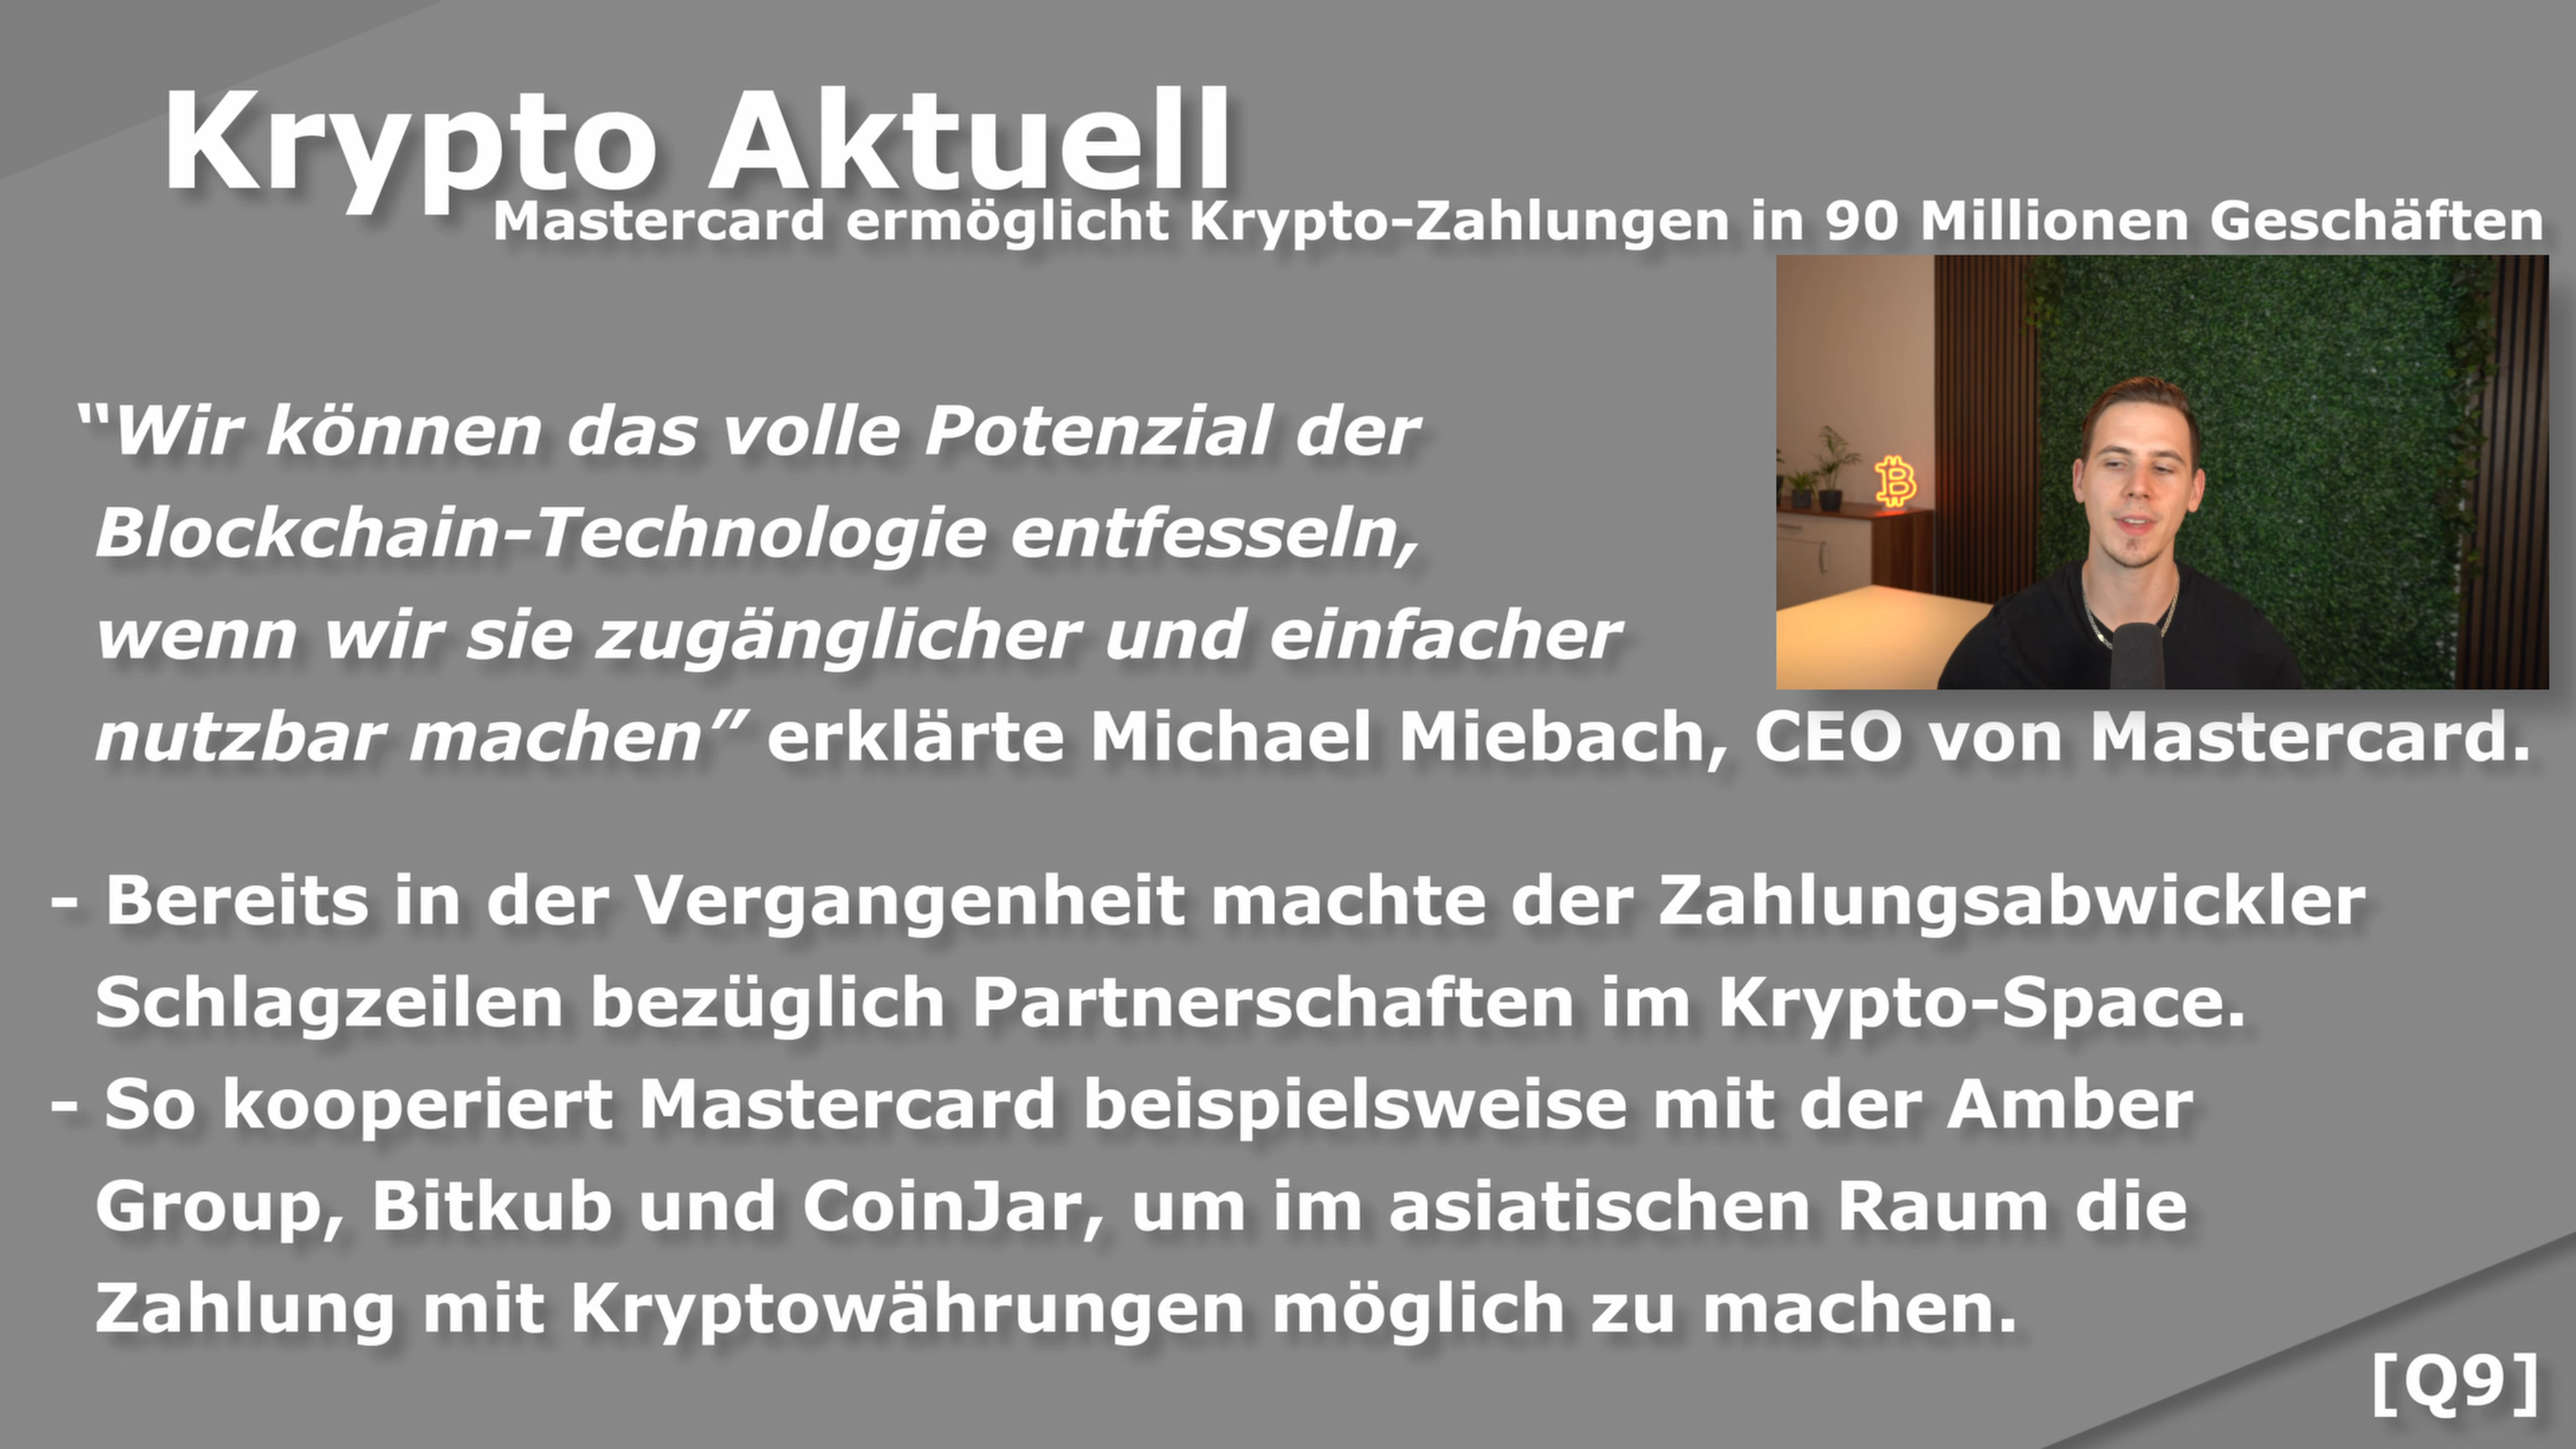 Krypto Aktuell
Mastercard ermöglicht Krypto-Zahlungen in 90 Millionen Geschäften
“Wir können das volle Potenzial der
Blockchain-Technologie entfesseln,
wenn wir sie zugänglicher und einfacher
nutzbar machen” erklärte Michael Miebach, CEO von Mastercard.
- Bereits in der Vergangenheit machte der Zahlungsabwickler
Schlagzeilen bezüglich Partnerschaften im Krypto-Space.
- So kooperiert Mastercard beispielsweise mit der Amber
Group, Bitkub und CoinJar, um im asiatischen Raum die
Zahlung mit Kryptowährungen möglich zu machen.
[Q9]